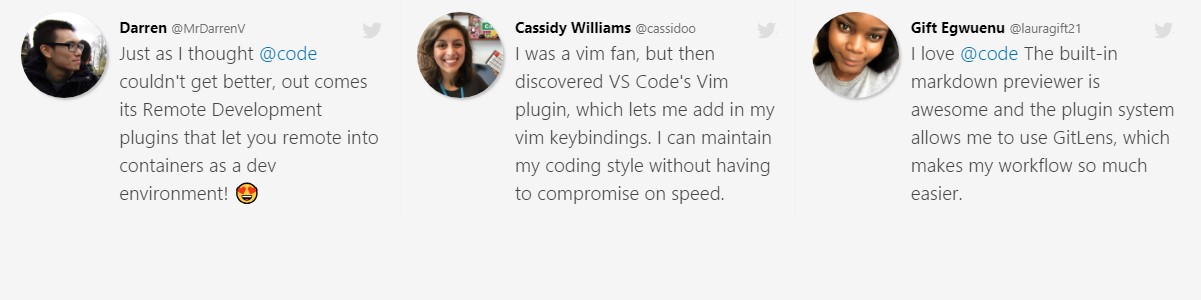 Darren @MrDarrenV
Just as I thought @code
couldn't get better, out comes
its Remote Development
plugins that let you remote into
containers as a dev
environment! 😍
Cassidy Williams @cassidoo
I was a vim fan, but then
discovered VS Code's Vim
plugin, which lets me add in my
vim keybindings. I can maintain
my coding style without having
to compromise on speed.
Gift Egwuenu @lauragift21
I love @code The built-in
markdown previewer is
awesome and the plugin system
allows me to use GitLens, which
makes my workflow so much
easier.